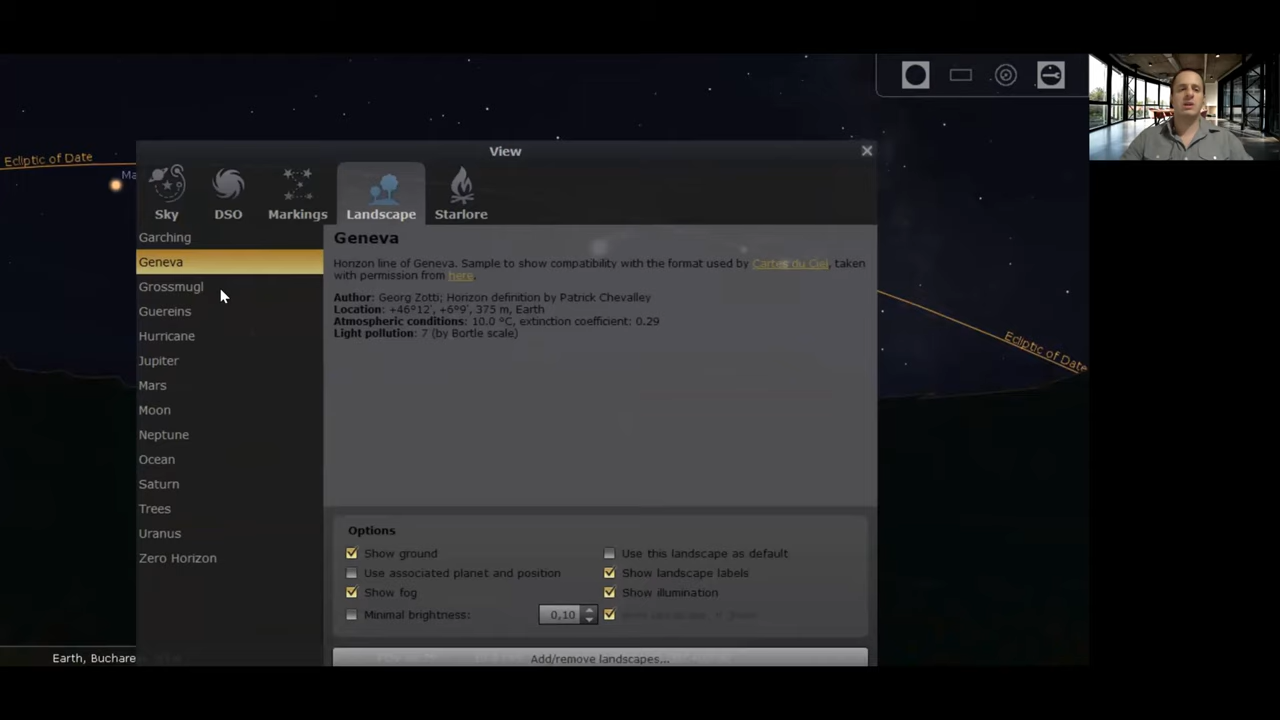 Ecliptic of Date
Ma
View
Sky
DSO
Markings
Landscape
Starlore
Garching
Geneva
Grossmugl
Guereins
Hurricane
Jupiter
Mars
Moon
Neptune
Ocean
Saturn
Trees
Uranus
Zero Horizon
Geneva
Horizon line of Geneva. Sample to show compatibility with the format used by Cartes du Ciel, taken
with permission from here.
Author: Georg Zotti; Horizon definition by Patrick Chevalley
Location: +46°12', +6°9', 375 m, Earth
Atmospheric conditions: 10.0 °C, extinction coefficient: 0.29
Light pollution: 7 (by Bortle scale)
Ecliptic of Date
Options
Show ground
Use this landscape as default
Use associated planet and position
Show landscape labels
Show fog
Show illumination
Minimal brightness:
0,10
Add/remove landscapes...
Earth, Buchare